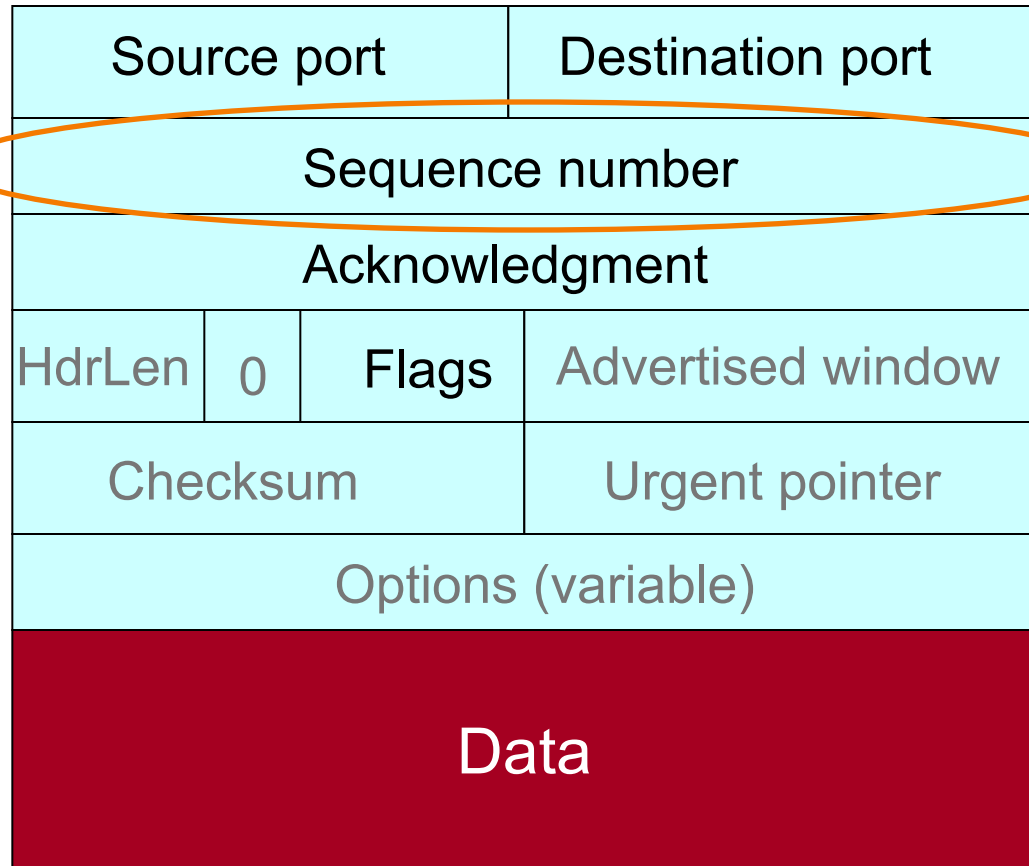 Source port Destination port
Sequence number
Acknowledgment
HdrLen 0 Flags Advertised window
Checksum Urgent pointer
Options (variable)
Data